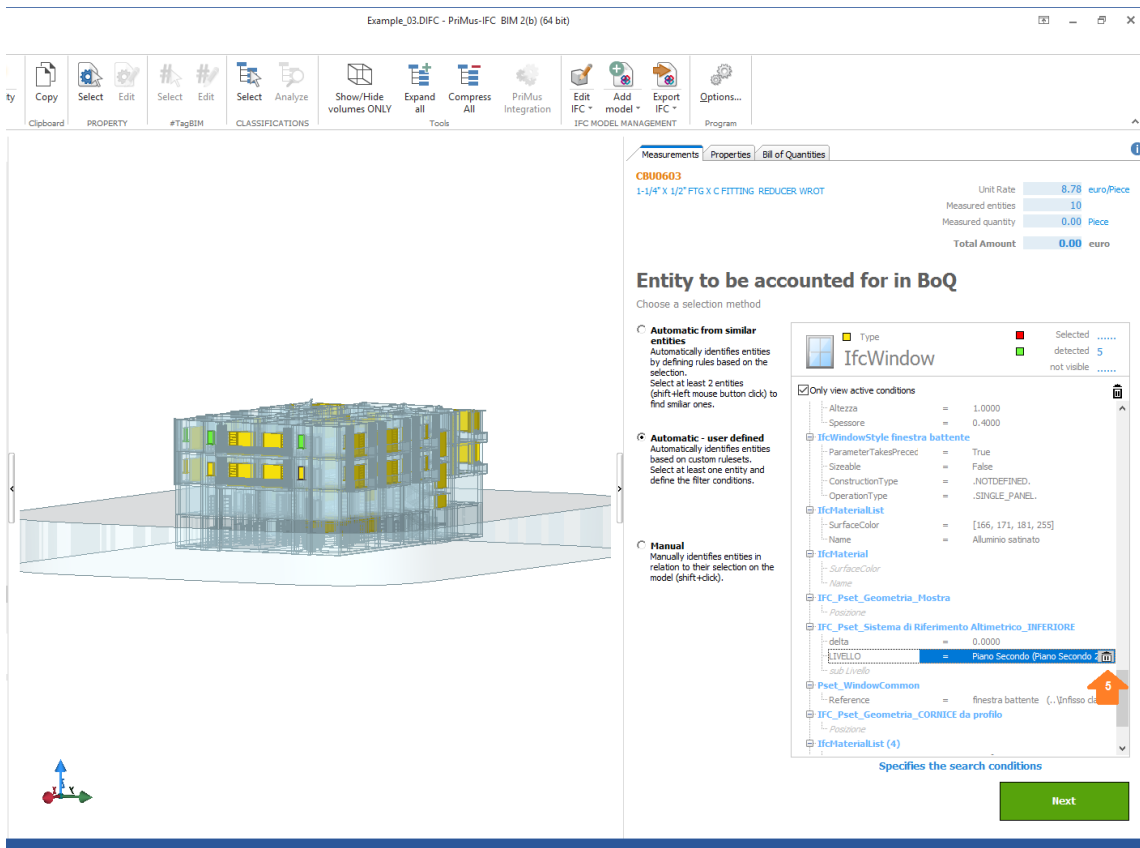 Example_03.DIFC - PriMus-IFC BIM 2(b) (64 bit)
ty
Copy
Select
Edit
Select
Edit
Select
Analyze
Show/Hide
volumes ONLY
Expand
all
Compress
All
PriMus
Integration
Edit
IFC
Add
model
Export
IFC
Options...
Clipboard
PROPERTY
#TagBIM
CLASSIFICATIONS
Tools
IFC MODEL MANAGEMENT
Program
Measurements
Properties
Bill of Quantities
i
CBU0603
1-1/4" X 1/2" FTG X C FITTING REDUCER WROT
Unit Rate 8.78 euro/Piece
Measured entities 10
Measured quantity 0.00 Piece
Total Amount 0.00 euro
Entity to be accounted for in BoQ
Choose a selection method
Automatic from similar
entities
Automatically identifies entities
by defining rules based on the
selection.
Select at least 2 entities
(shift+left mouse button click) to
find smiliar ones.
Automatic - user defined
Automatically identifies entities
based on custom rulesets.
Select at least one entity and
define the filter conditions.
Manual
Manually identifies entities in
relation to their selection on the
model (shift+click).
Type
IfcWindow
Selected ......
detected 5
not visible ......
Only view active conditions
Altezza = 1.0000
Spessore = 0.4000
IfcWindowStyle finestra battente
ParameterTakesPrecec = True
Sizeable = False
ConstructionType = .NOTDEFINED.
OperationType = .SINGLE_PANEL.
IfcMaterialList
SurfaceColor = [166, 171, 181, 255]
Name = Alluminio satinato
IfcMaterial
SurfaceColor
Name
IFC_Pset_Geometria_Mostra
Posizione
IFC_Pset_Sistema di Riferimento Altimetrico_INFERIORE
delta = 0.0000
LIVELLO = Piano Secondo (Piano Secondo 2
sub Livello
5
Pset_WindowCommon
Reference = finestra battente (..\Infisso cla
IFC_Pset_Geometria_CORNICE da profilo
Posizione
IfcMaterialList (4)
Specifies the search conditions
Next